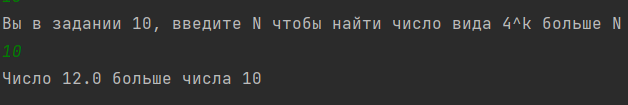 Вы в задании 10, введите N чтобы найти число вида 4^k больше N
10
Число 12.0 больше числа 10